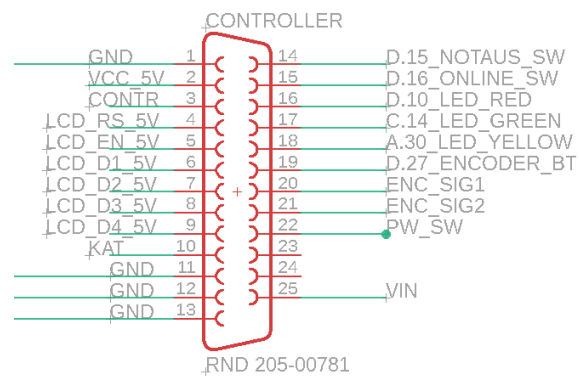 CONTROLLER
GND 1 14 D.15_NOTAUS_SW
VCC_5V 2 15 D.16_ONLINE_SW
CONTR 3 16 D.10_LED_RED
LCD_RS_5V 4 17 C.14_LED_GREEN
LCD_EN_5V 5 18 A.30_LED_YELLOW
LCD_D1_5V 6 19 D.27_ENCODER_BT
LCD_D2_5V 7 20 ENC_SIG1
LCD_D3_5V 8 21 ENC_SIG2
LCD_D4_5V 9 22 PW_SW
KAT 10 23
GND 11 24
GND 12 25 VIN
GND 13
RND 205-00781